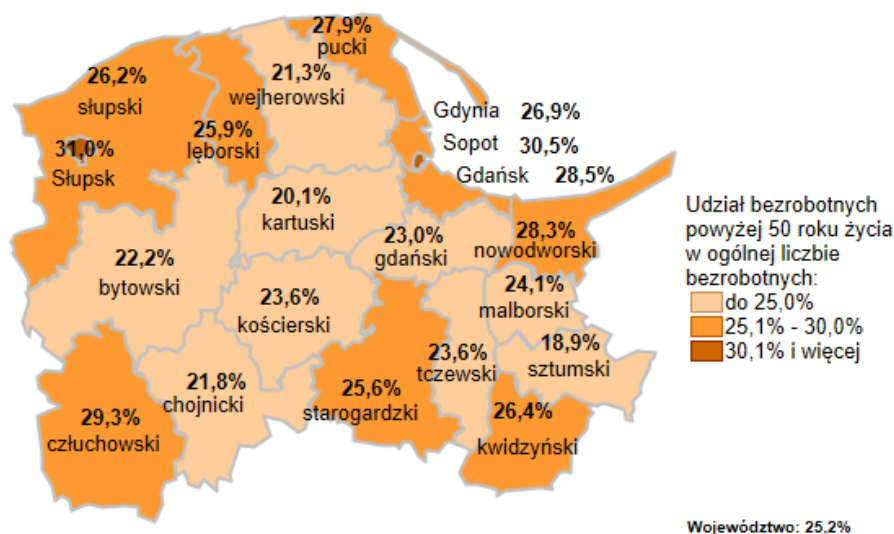 27,9%
pucki
26,2%
słupski
21,3%
wejherowski
Gdynia 26,9%
25,9%
lęborski
Sopot 30,5%
31,0%
Słupsk
Gdańsk 28,5%
20,1%
kartuski
23,0%
gdański
28,3%
nowodworski
22,2%
bytowski
24,1%
malborski
23,6%
kościerski
23,6%
tczewski
18,9%
sztumski
21,8%
chojnicki
25,6%
starogardzki
29,3%
człuchowski
26,4%
kwidzyński
Udział bezrobotnych
powyżej 50 roku życia
w ogólnej liczbie
bezrobotnych:
do 25,0%
25,1% - 30,0%
30,1% i więcej
Województwo: 25,2%